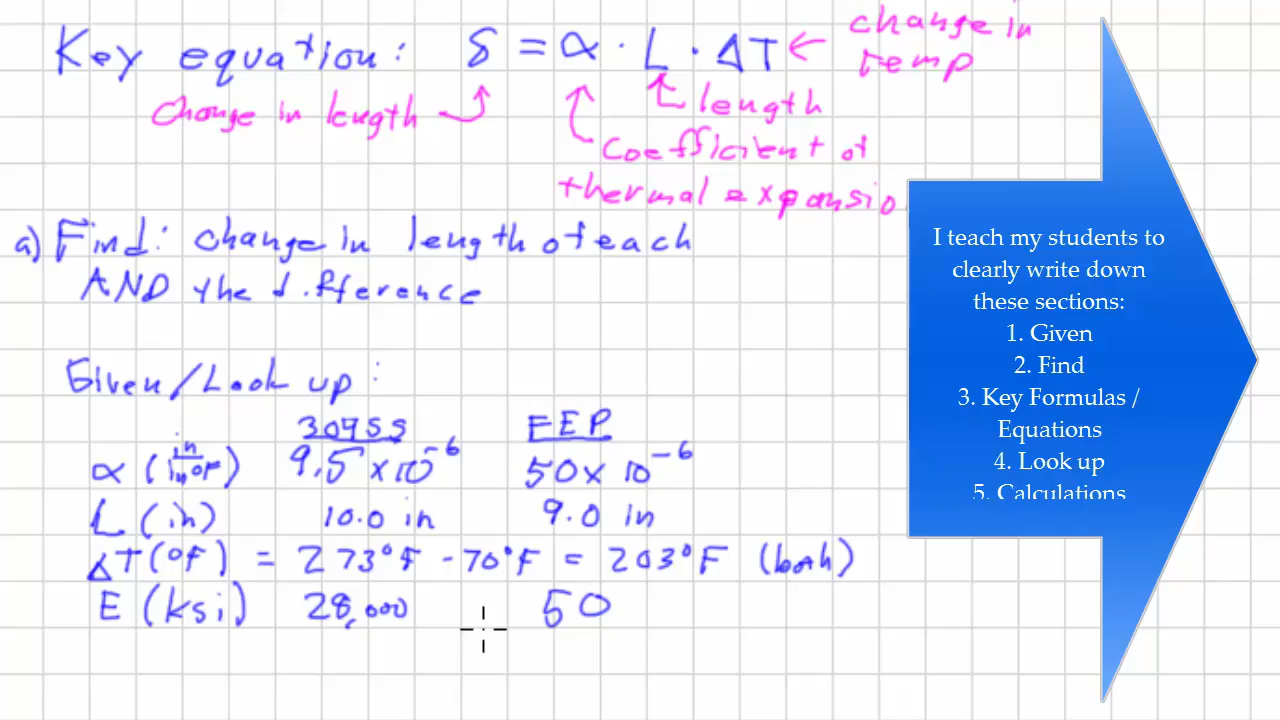 Key equation: δ = α · L · ΔT ← change in temp
change in length
length
coefficient of
thermal expansio
a) Find: change in length of each
AND the difference
Given/Look up:
304SS FEP
α (in/in°F) 9.5 x 10^-6 50 x 10^-6
L (in) 10.0 in 9.0 in
ΔT (°F) = 273°F - 70°F = 203°F (both)
E (ksi) 28,000 50
I teach my students to
clearly write down
these sections:
1. Given
2. Find
3. Key Formulas /
Equations
4. Look up
5. Calculations